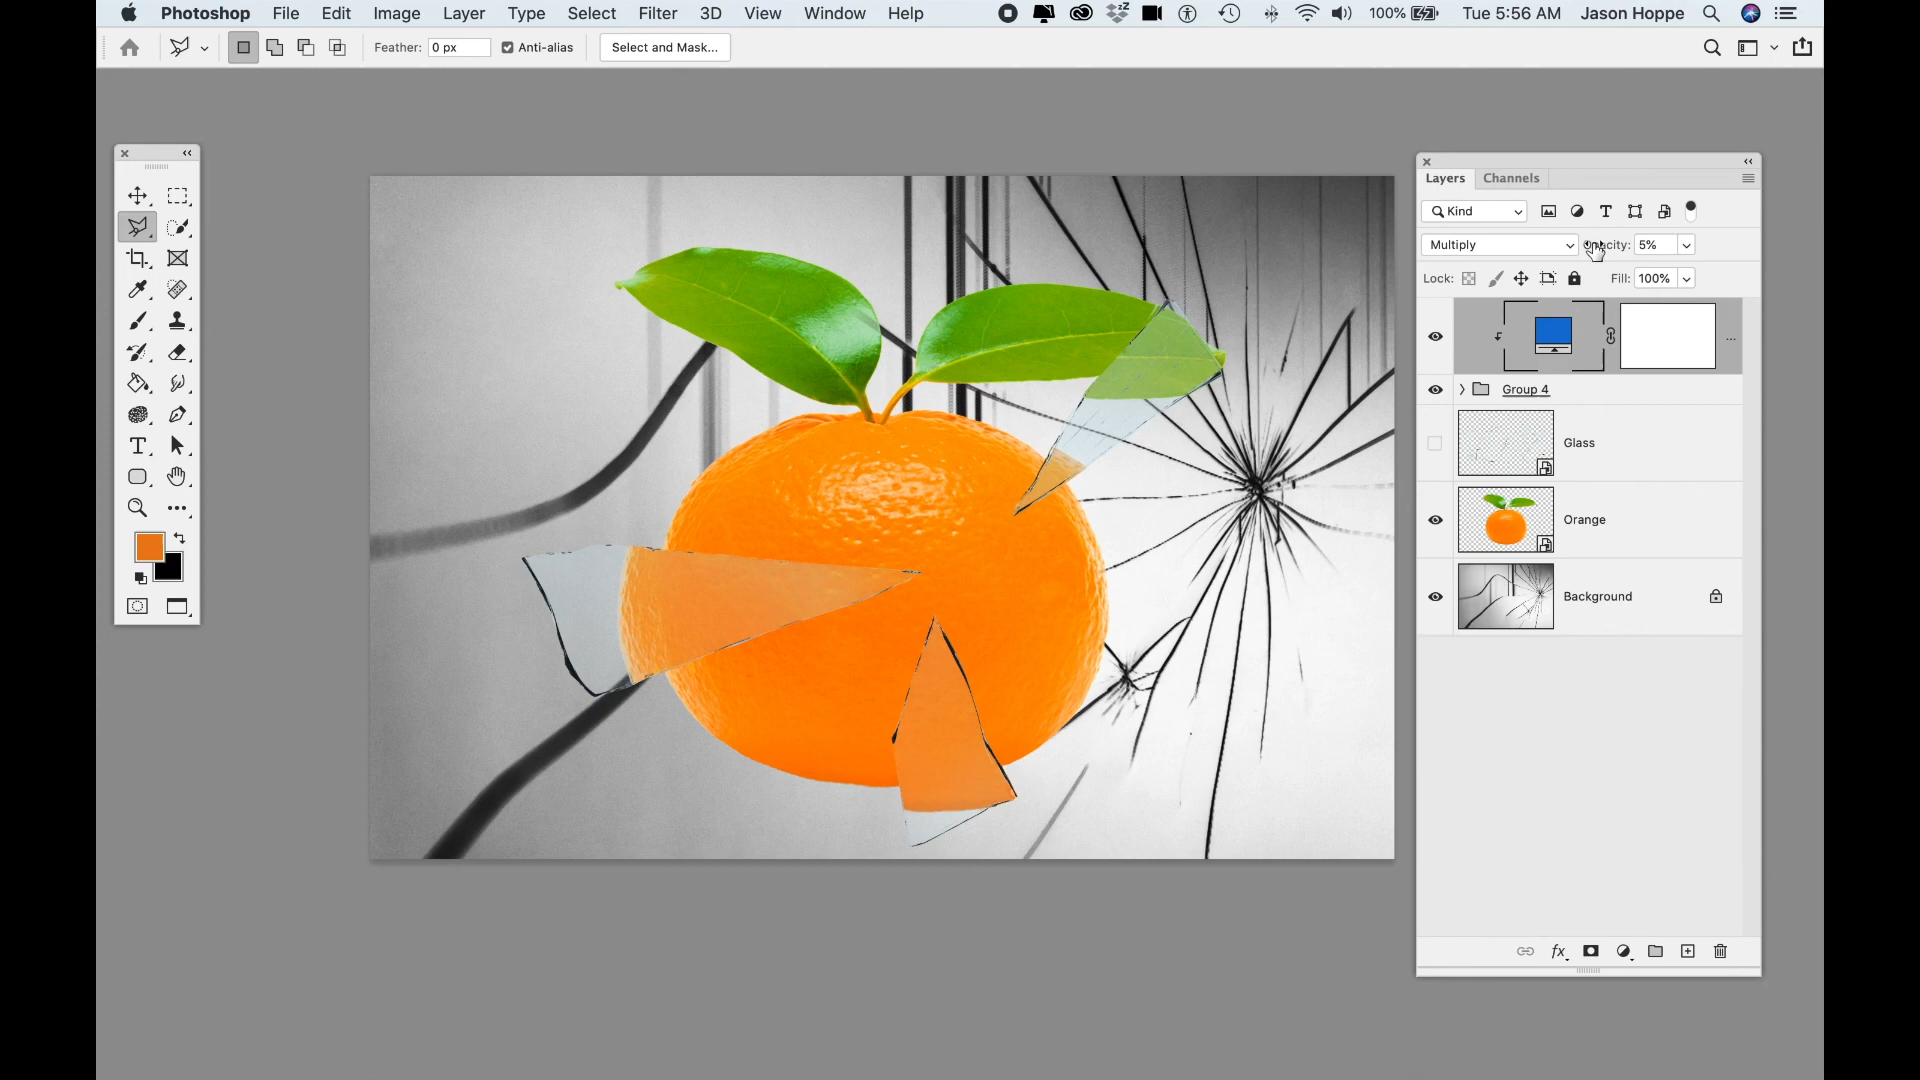 Photoshop File Edit Image Layer Type Select Filter 3D View Window Help 100% Tue 5:56 AM Jason Hoppe
Feather: 0 px Anti-alias Select and Mask...
Layers Channels
Kind
Multiply 5%
Lock: Fill: 100%
Group 4
Glass
Orange
Background